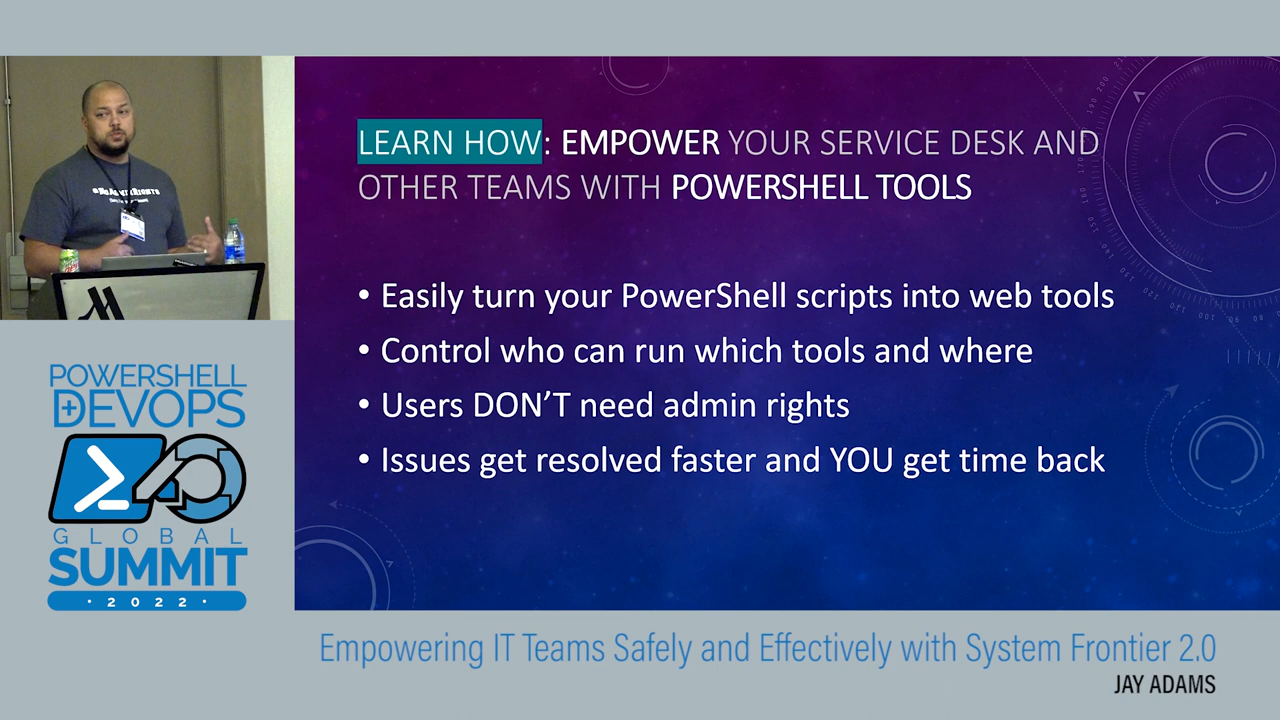 LEARN HOW: EMPOWER YOUR SERVICE DESK AND
OTHER TEAMS WITH POWERSHELL TOOLS
• Easily turn your PowerShell scripts into web tools
• Control who can run which tools and where
• Users DON'T need admin rights
• Issues get resolved faster and YOU get time back
POWERSHELL
DEVOPS
GLOBAL
SUMMIT
• 2022 •
Empowering IT Teams Safely and Effectively with System Frontier 2.0
JAY ADAMS